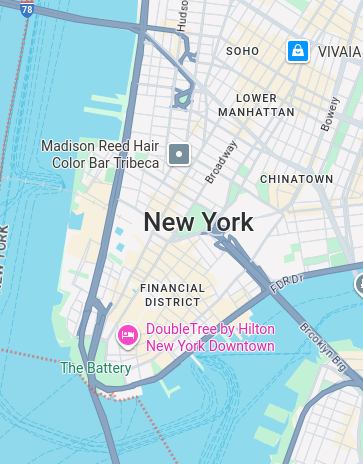 78
Hudso
SOHO
VIVAIA
LOWER
MANHATTAN
Bowery
Madison Reed Hair
Color Bar Tribeca
Broadway
CHINATOWN
New York
NEW YORK
FDR Dr
FINANCIAL
DISTRICT
DoubleTree by Hilton
New York Downtown
Brooklyn Brg
The Battery